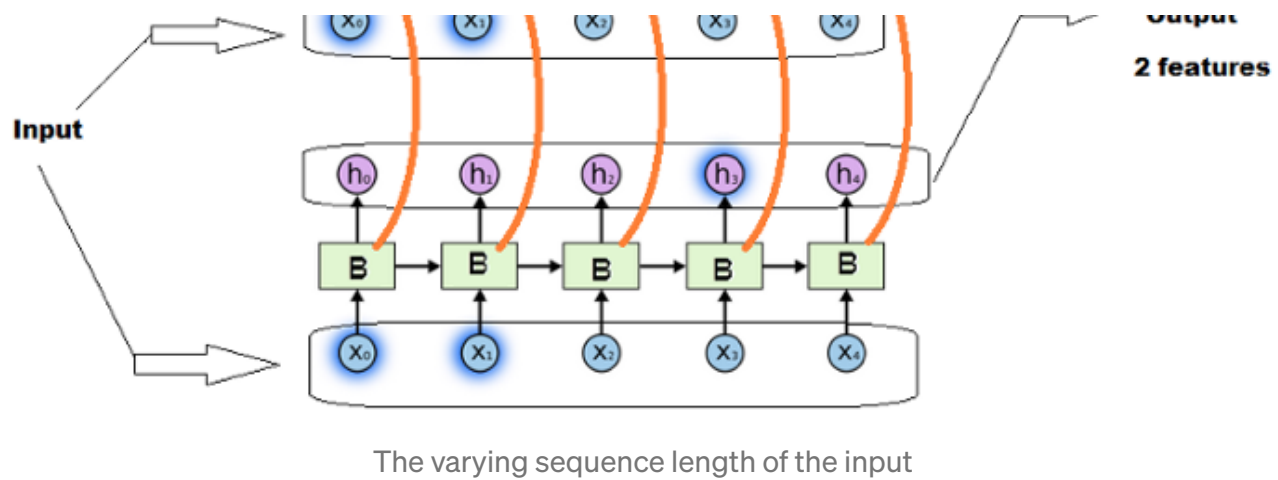 x₀ x₁ x₂ x₃ x₄
Output
2 features
Input
h₀ h₁ h₂ h₃ h₄
B B B B B
x₀ x₁ x₂ x₃ x₄
The varying sequence length of the input